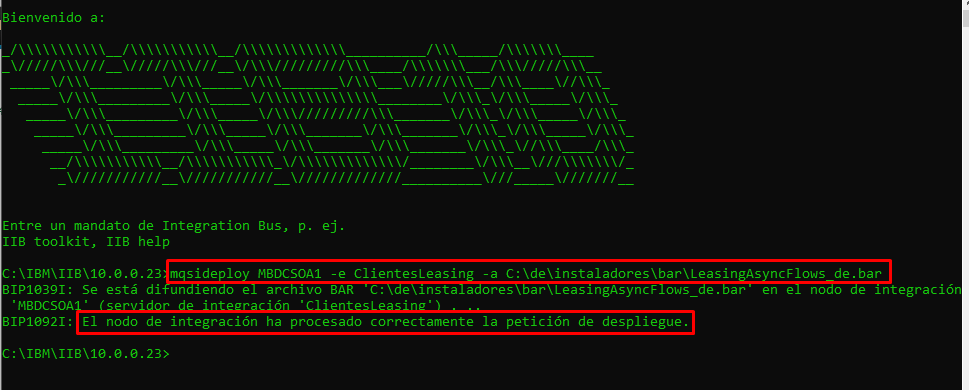 Bienvenido a:
Entre un mandato de Integration Bus, p. ej.
IIB toolkit, IIB help
C:\IBM\IIB\10.0.0.23>mqsideploy MBDCSOA1 -e ClientesLeasing -a C:\de\instaladores\bar\LeasingAsyncFlows_de.bar
BIP1039I: Se está difundiendo el archivo BAR 'C:\de\instaladores\bar\LeasingAsyncFlows_de.bar' en el nodo de integración
'MBDCSOA1' (servidor de integración 'ClientesLeasing') ...
BIP1092I: El nodo de integración ha procesado correctamente la petición de despliegue.
C:\IBM\IIB\10.0.0.23>